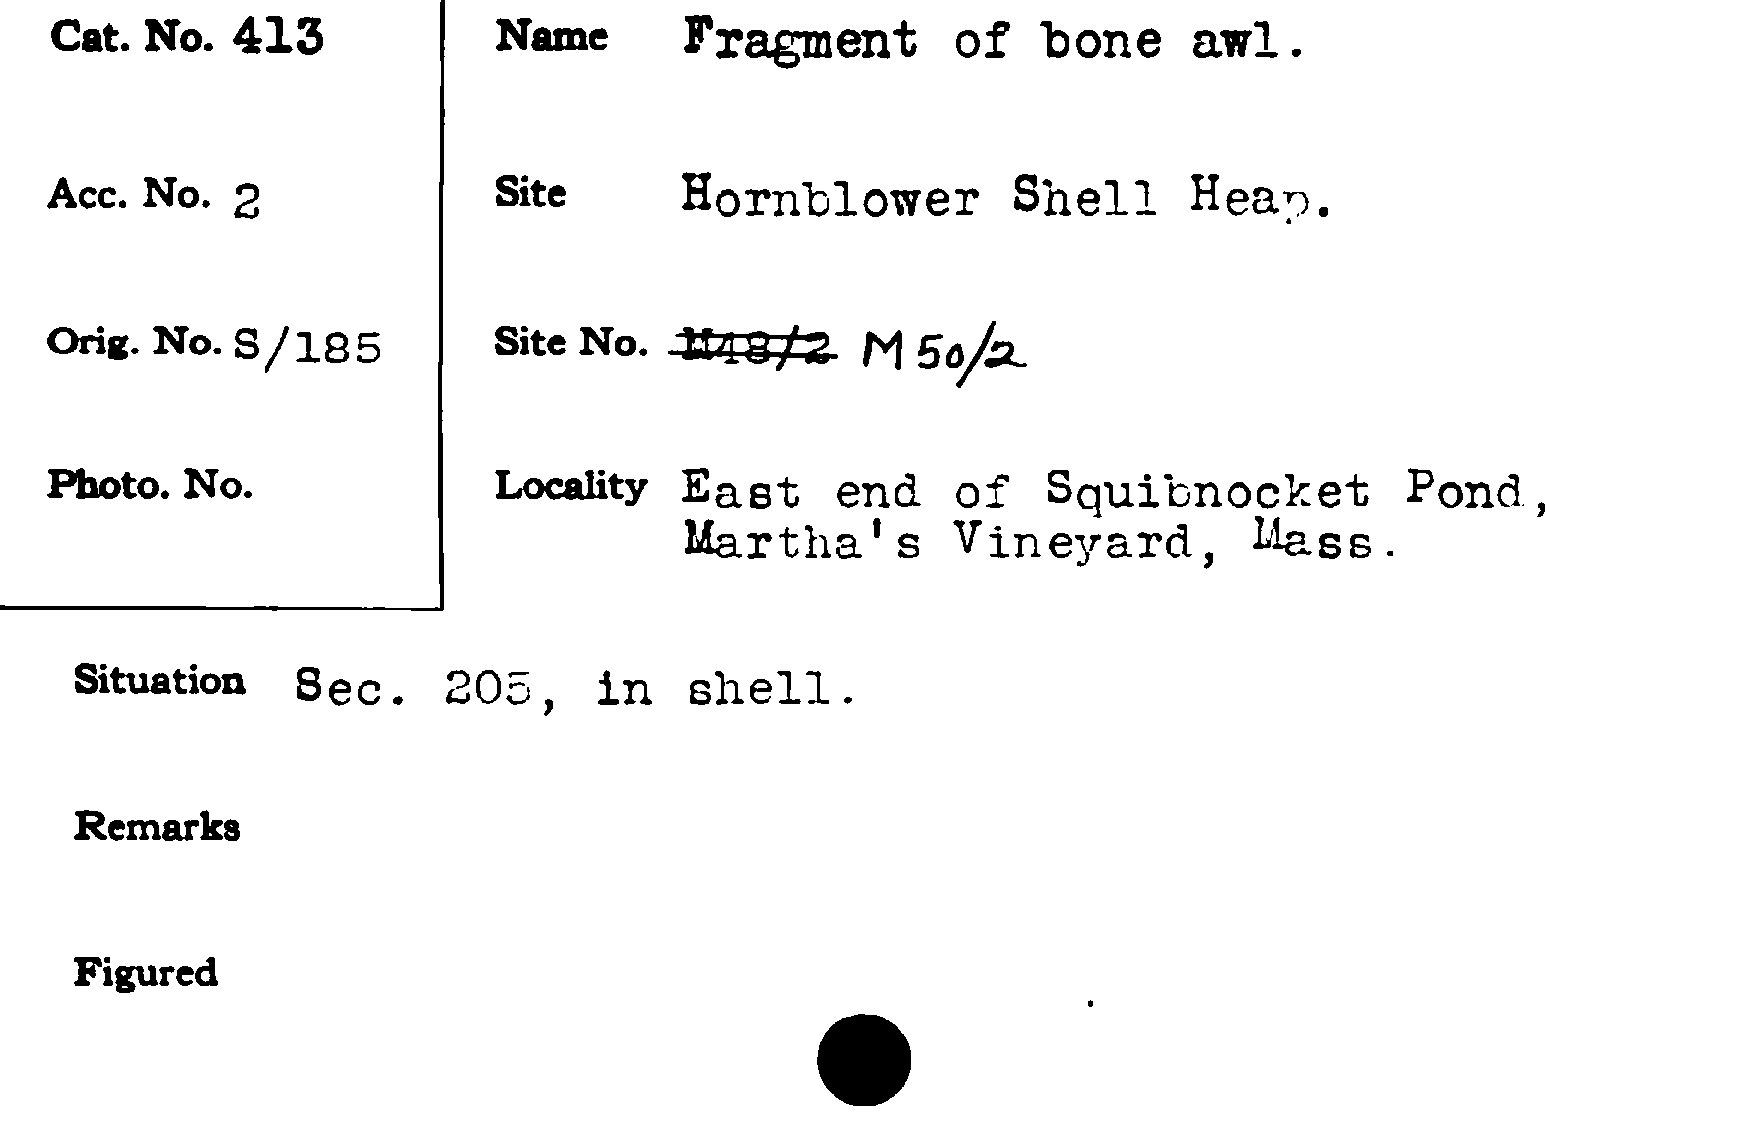 Cat. No. 413
Acc. No. 2
Orig. No. S/185
Photo. No.
Name Fragment of bone awl.
Site Hornblower Shell Heap.
Site No. M48/2 M50/2
Locality East end of Squibnocket Pond,
Martha's Vineyard, Mass.
Situation Sec. 205, in shell.
Remarks
Figured